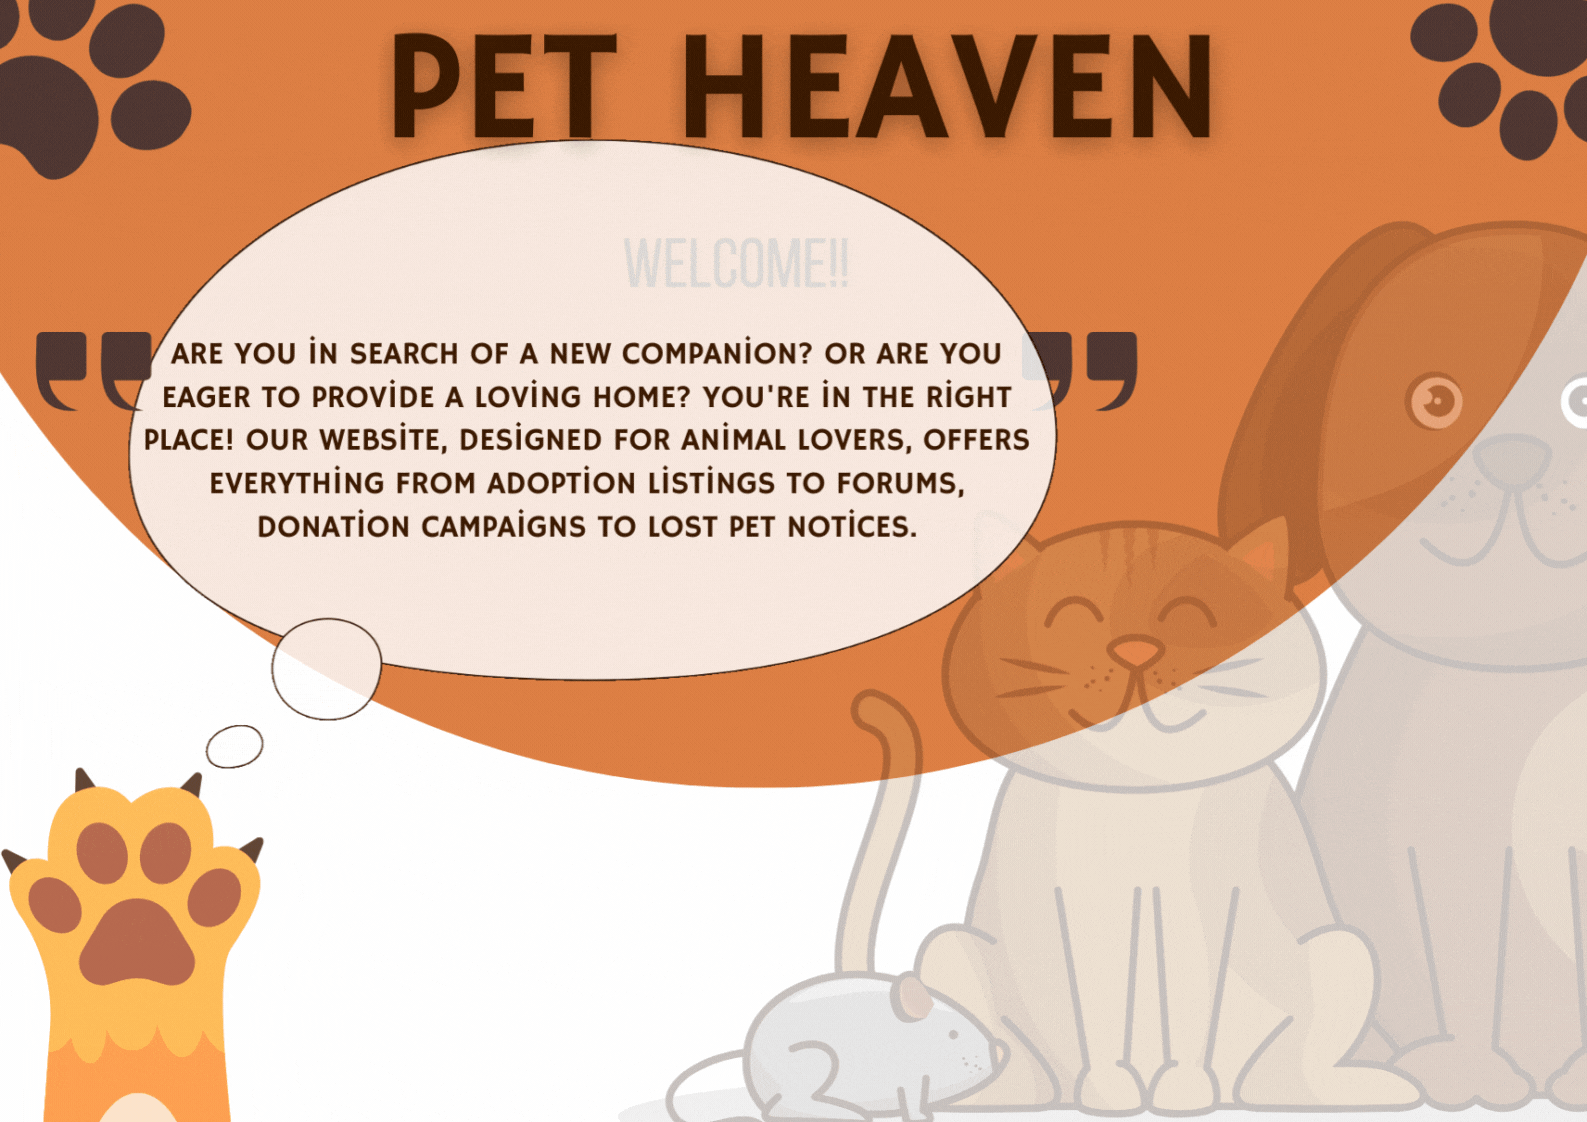 PET HEAVEN
WELCOME!!
ARE YOU İN SEARCH OF A NEW COMPANİON? OR ARE YOU
EAGER TO PROVİDE A LOVİNG HOME? YOU'RE İN THE RİGHT
PLACE! OUR WEBSİTE, DESİGNED FOR ANİMAL LOVERS, OFFERS
EVERYTHİNG FROM ADOPTİON LİSTİNGS TO FORUMS,
DONATİON CAMPAİGNS TO LOST PET NOTİCES.